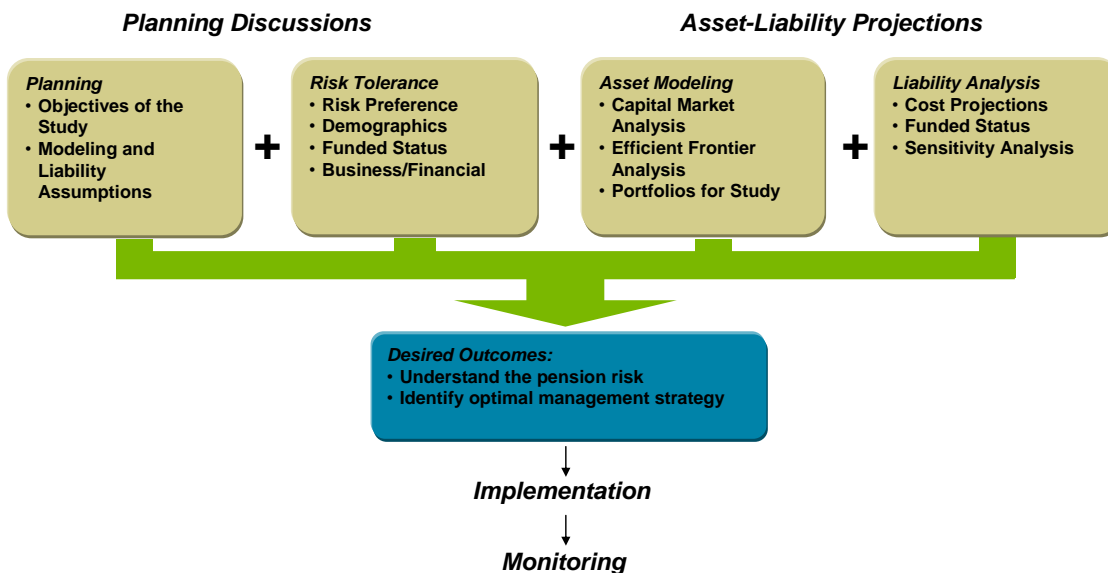 Planning Discussions
Asset-Liability Projections
Planning
• Objectives of the
Study
• Modeling and
Liability
Assumptions
+
Risk Tolerance
• Risk Preference
• Demographics
• Funded Status
• Business/Financial
+
Asset Modeling
• Capital Market
Analysis
• Efficient Frontier
Analysis
• Portfolios for Study
+
Liability Analysis
• Cost Projections
• Funded Status
• Sensitivity Analysis
Desired Outcomes:
• Understand the pension risk
• Identify optimal management strategy
Implementation
Monitoring